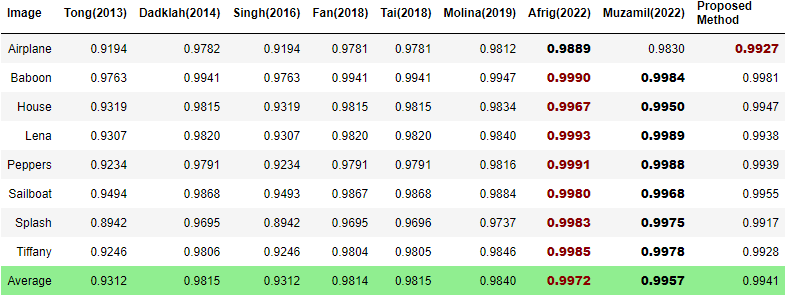 Image Tong(2013) Dadklah(2014) Singh(2016) Fan(2018) Tai(2018) Molina(2019) Afrig(2022) Muzamil(2022) Proposed Method
Airplane 0.9194 0.9782 0.9194 0.9781 0.9781 0.9812 0.9889 0.9830 0.9927
Baboon 0.9763 0.9941 0.9763 0.9941 0.9941 0.9947 0.9990 0.9984 0.9981
House 0.9319 0.9815 0.9319 0.9815 0.9815 0.9834 0.9967 0.9950 0.9947
Lena 0.9307 0.9820 0.9307 0.9820 0.9820 0.9840 0.9993 0.9989 0.9938
Peppers 0.9234 0.9791 0.9234 0.9791 0.9791 0.9816 0.9991 0.9988 0.9939
Sailboat 0.9494 0.9868 0.9493 0.9867 0.9868 0.9884 0.9980 0.9968 0.9955
Splash 0.8942 0.9695 0.8942 0.9695 0.9696 0.9737 0.9983 0.9975 0.9917
Tiffany 0.9246 0.9806 0.9246 0.9804 0.9805 0.9846 0.9985 0.9978 0.9928
Average 0.9312 0.9815 0.9312 0.9814 0.9815 0.9840 0.9972 0.9957 0.9941